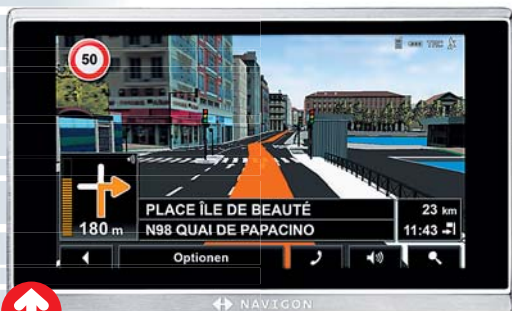 50
TMC
PLACE ÎLE DE BEAUTÉ
23 km
180 m
N98 QUAI DE PAPACINO
11:43
Optionen
NAVIGON